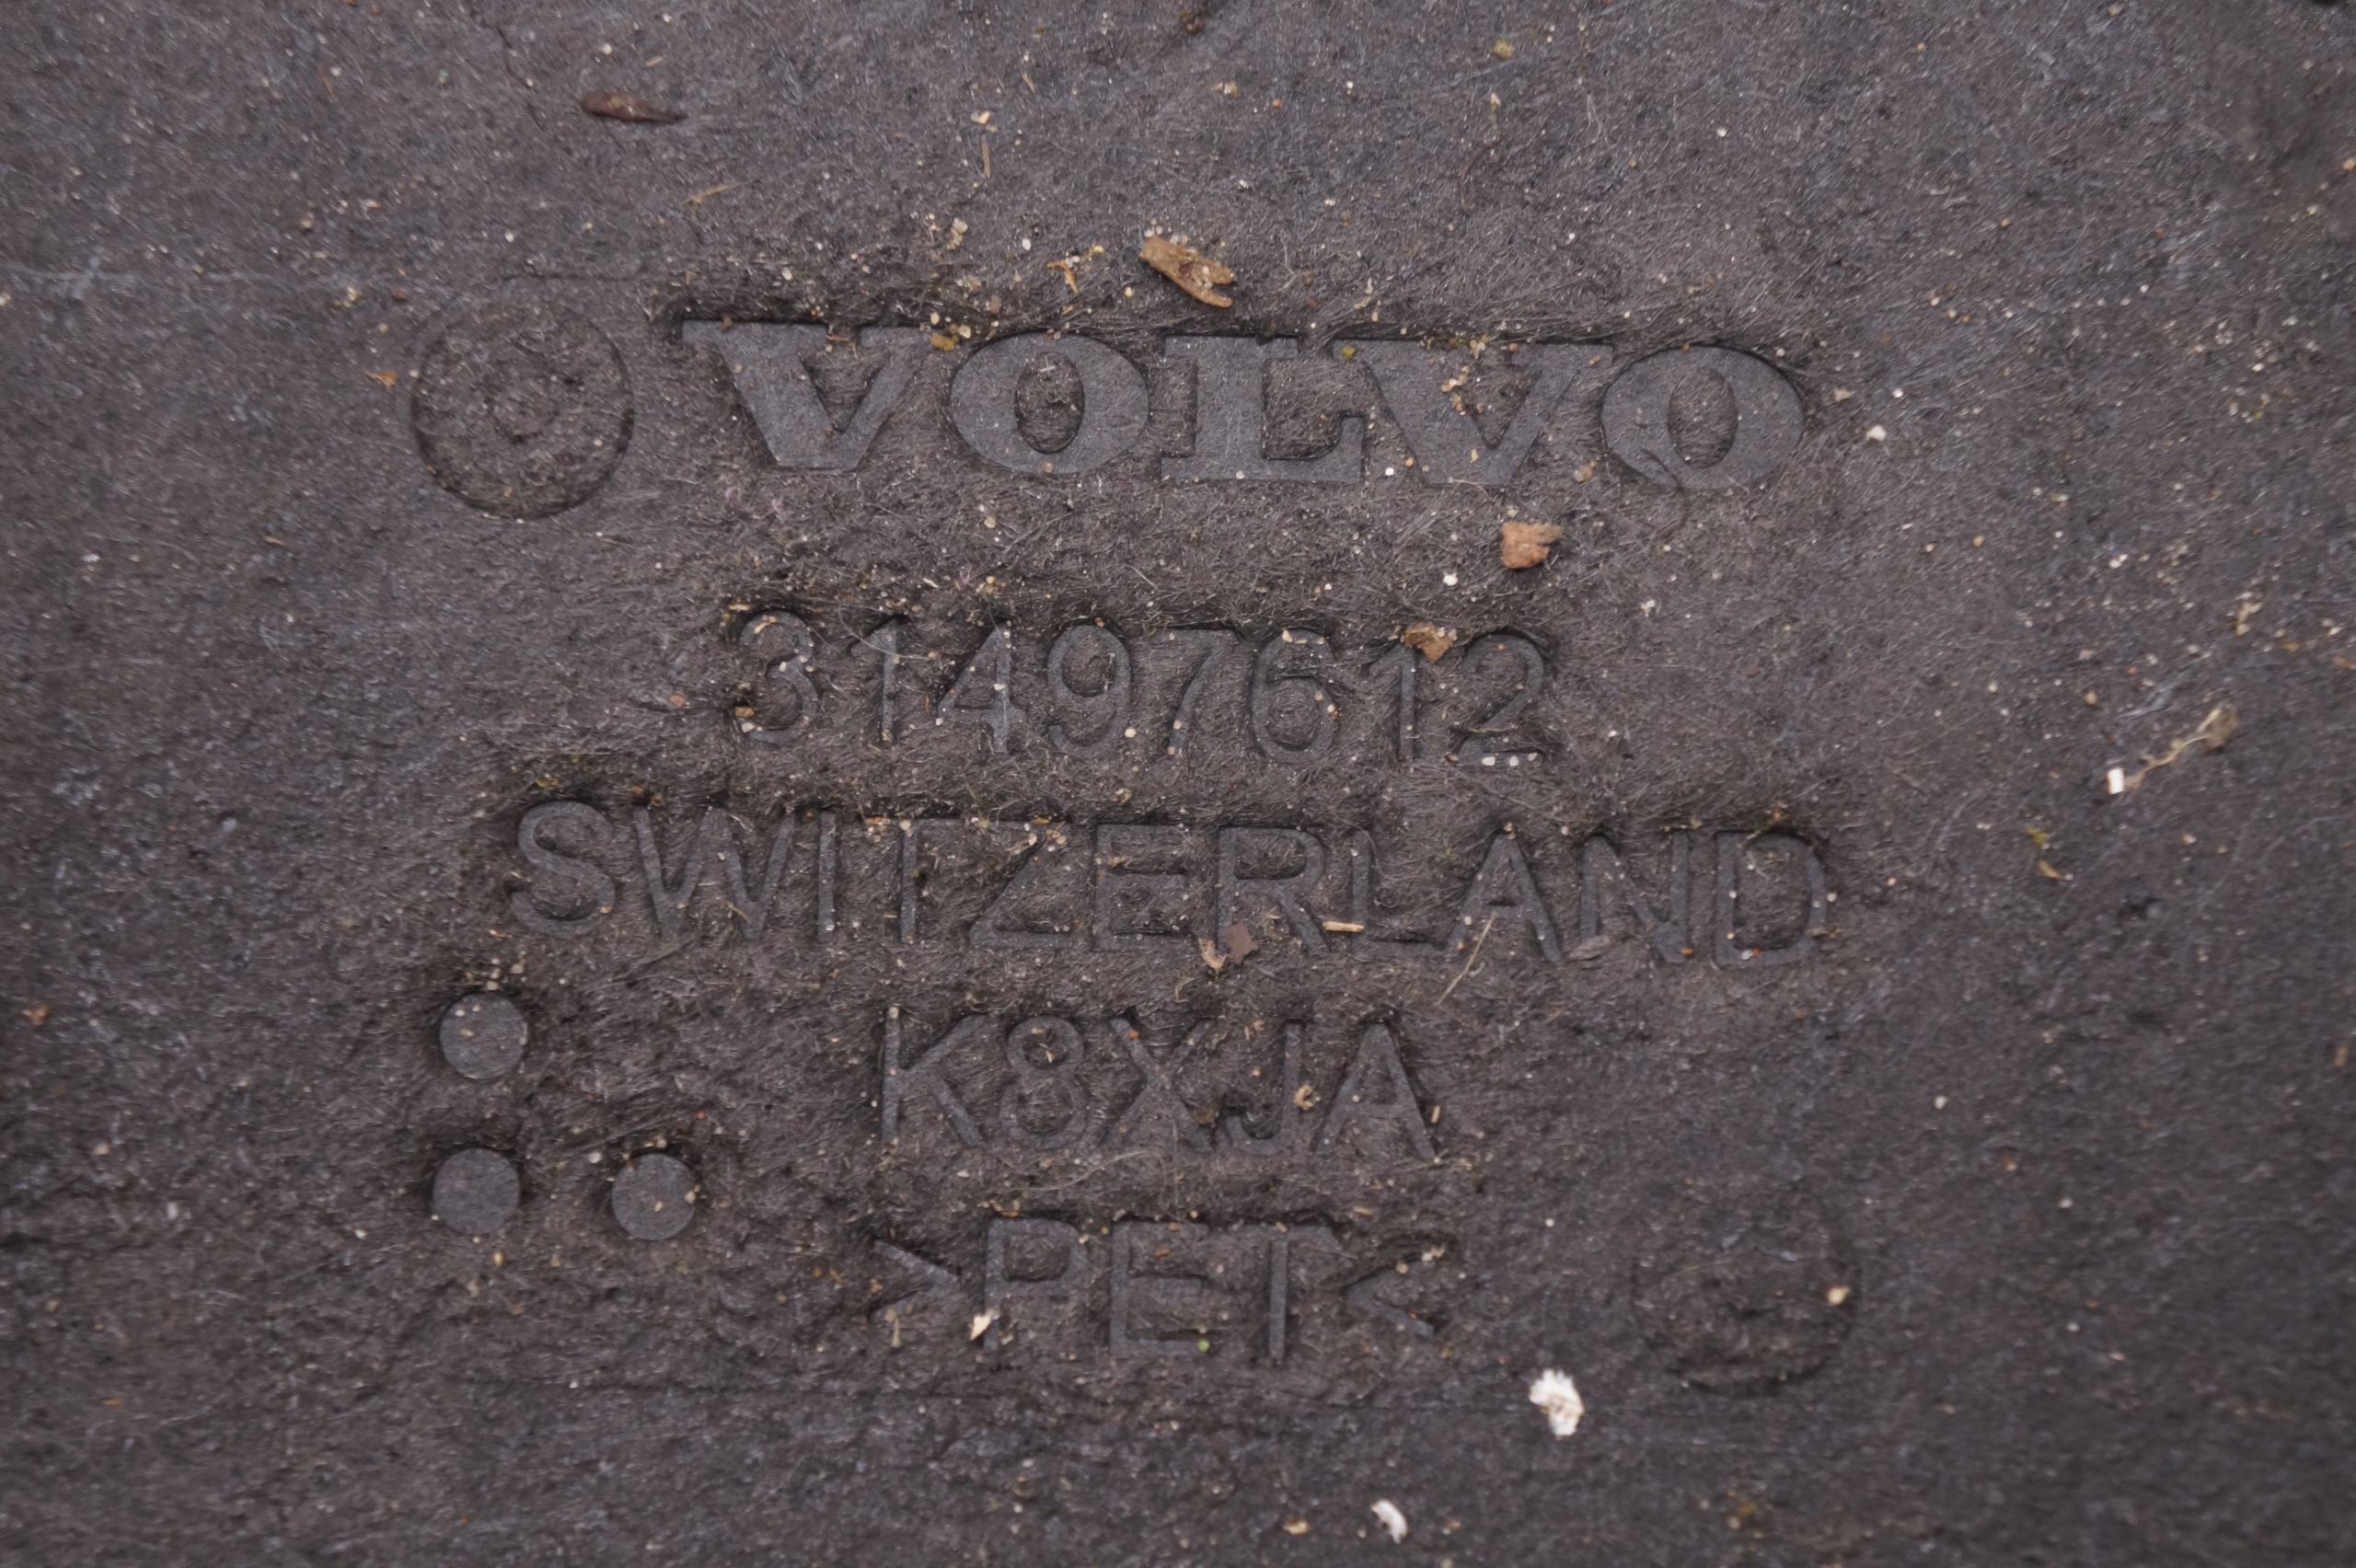 VOLVO
31497612
SWITZERLAND
K8XJA
>PET<